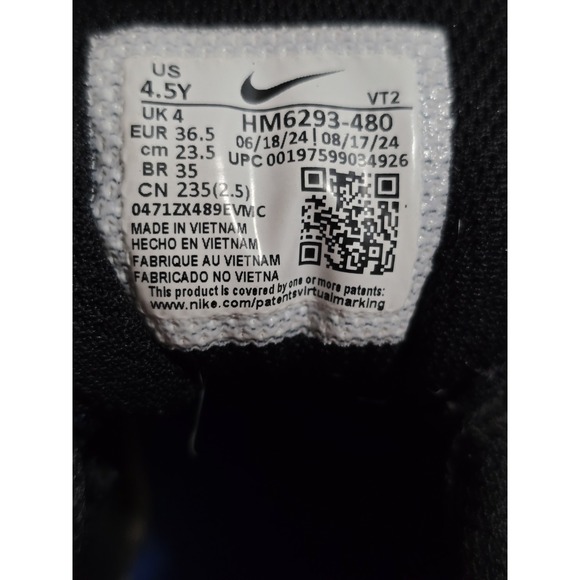 US
4.5Y
VT2
UK 4
HM6293-480
EUR 36.5
06/18/24 | 08/17/24
cm 23.5
UPC 00197599034926
BR 35
CN 235(2.5)
0471ZX489EVMC
MADE IN VIETNAM
HECHO EN VIETNAM
FABRIQUE AU VIETNAM
FABRICADO NO VIETNA
This product is covered by one or more patents:
www.nike.com/patentsvirtualmarking